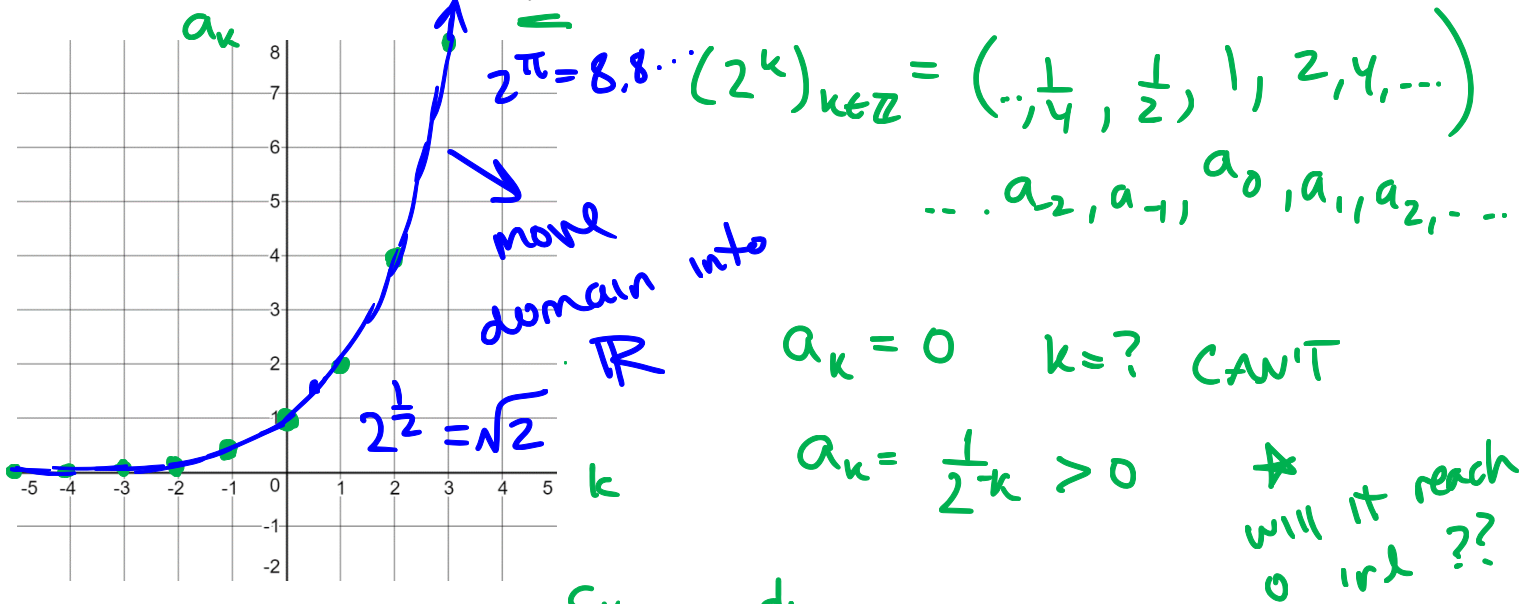 a_k
2^π = 8,8...
(2^k)_{k∈ℤ} = (..., 1/4, 1/2, 1, 2, 4, ...)
.... a_-2, a_-1, a_0, a_1, a_2, ...
move
domain into
ℝ
a_k = 0 k=? CAN'T
2^{1/2} = √2
a_k = 1/2^{-k} > 0
☆
will it reach
0 irl ??
k
8
7
6
5
4
3
2
1
-5 -4 -3 -2 -1 0 1 2 3 4 5
-1
-2